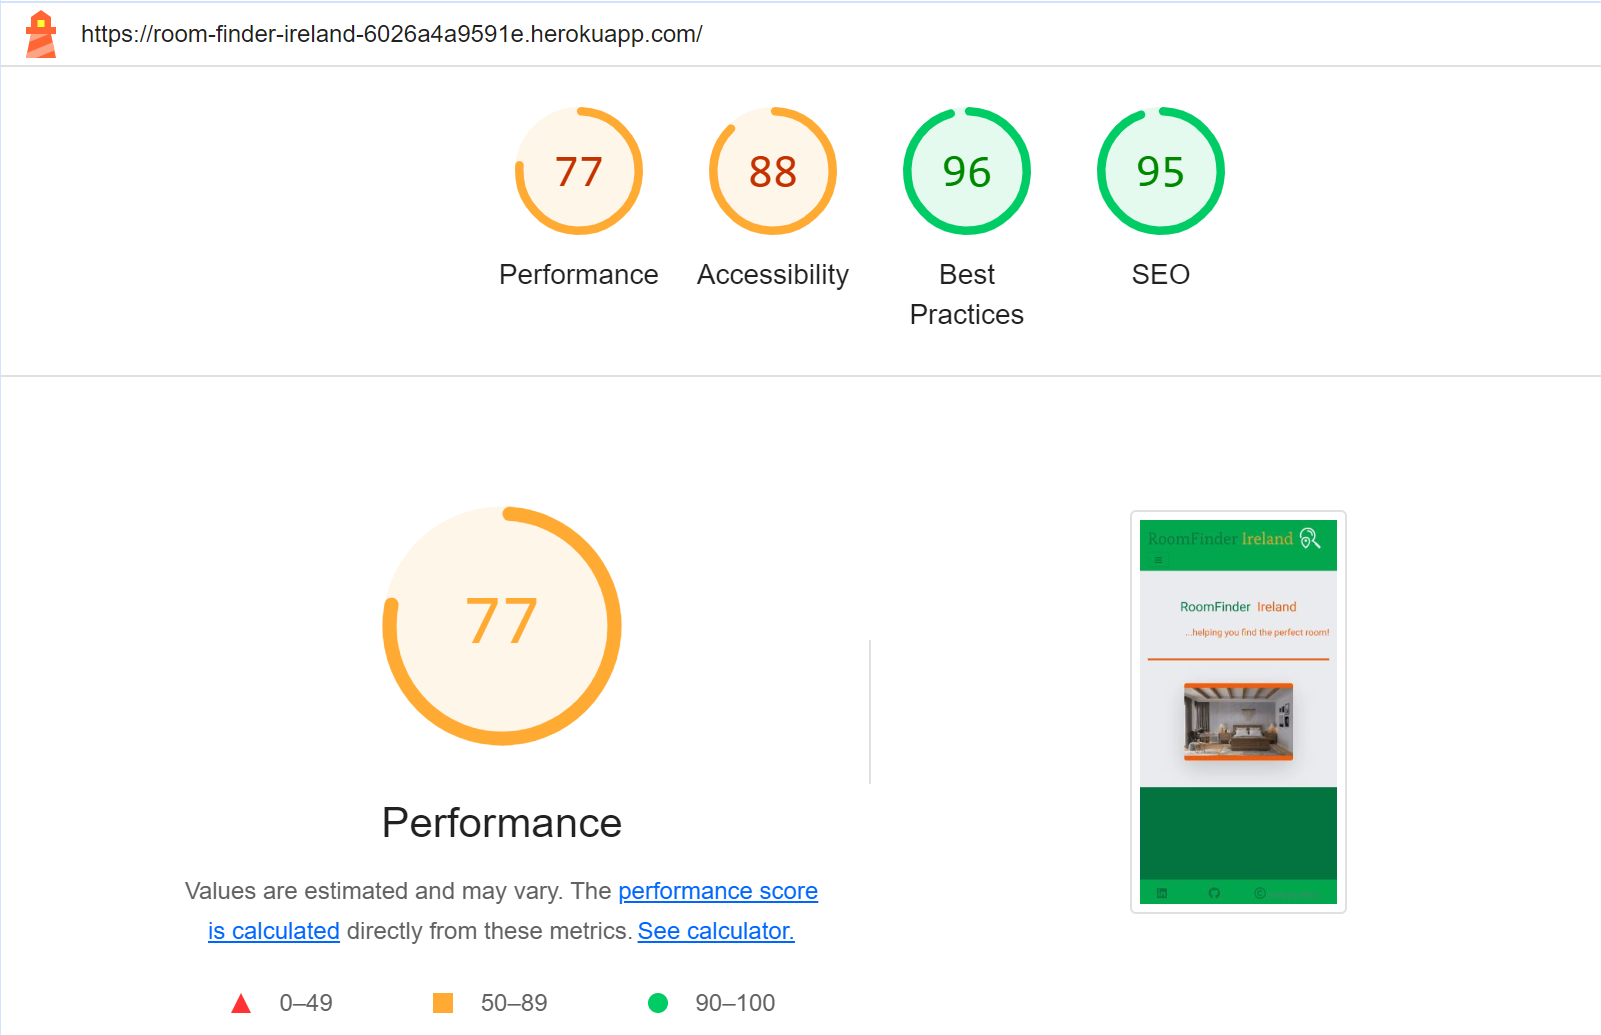 https://room-finder-ireland-6026a4a9591e.herokuapp.com/
77
88
96
95
Performance
Accessibility
Best
Practices
SEO
77
Performance
Values are estimated and may vary. The performance score
is calculated directly from these metrics. See calculator.
0–49
50–89
90–100
RoomFinder Ireland
RoomFinder Ireland
...helping you find the perfect room!